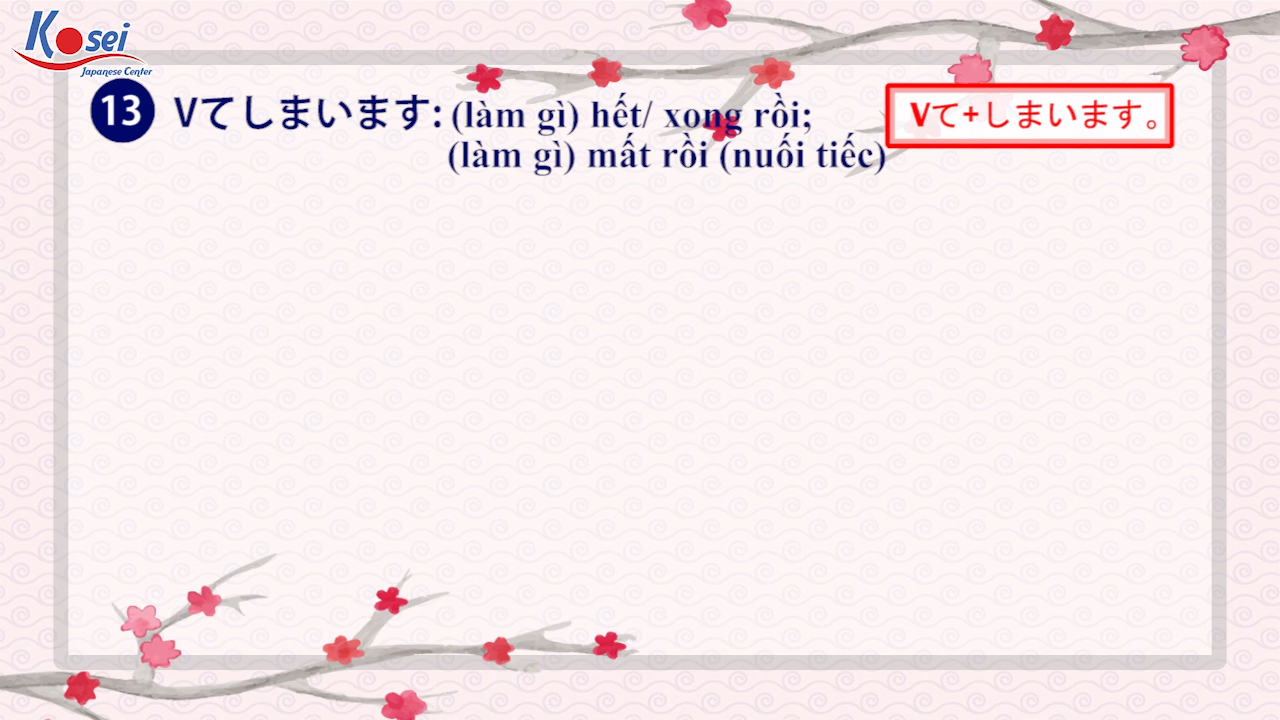 Kosei
Japanese Center
13 Vてしまいます: (làm gì) hết/ xong rồi;
(làm gì) mất rồi (nuối tiếc)
Vて+しまいます。